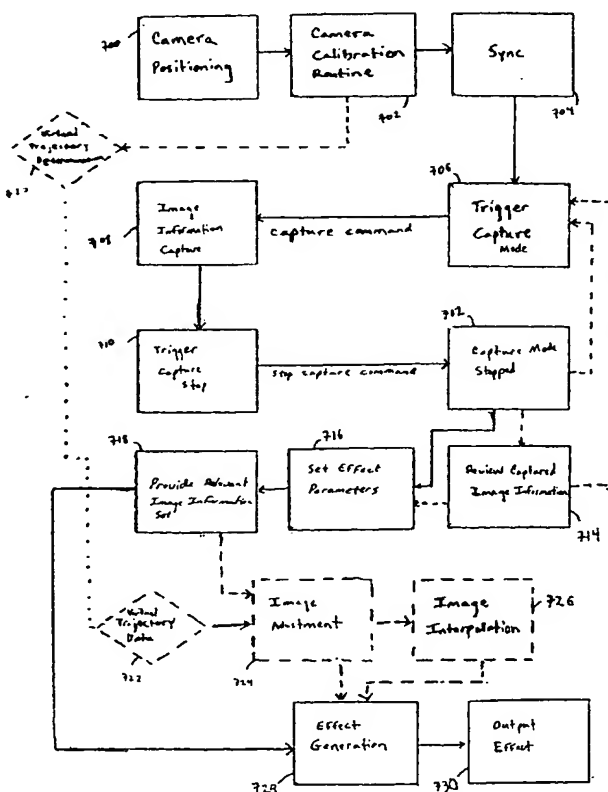 700
Camera
Positioning
Camera
Calibration
Routine
702
Sync
704
Virtual
Trajectory
706
Trigger
Capture
Mode
capture command
708
Image
Information
Capture
710
Trigger
Capture
Stop
stop capture command
712
Capture Mode
Stopped
718
Provide Relevant
Image Information
Set
716
Set Effect
Parameters
Review Captured
Image Information
714
Virtual
Trajectory
Data
722
Image
724
Image
Interpolation
726
Effect
Generation
728
Output
Effect
730